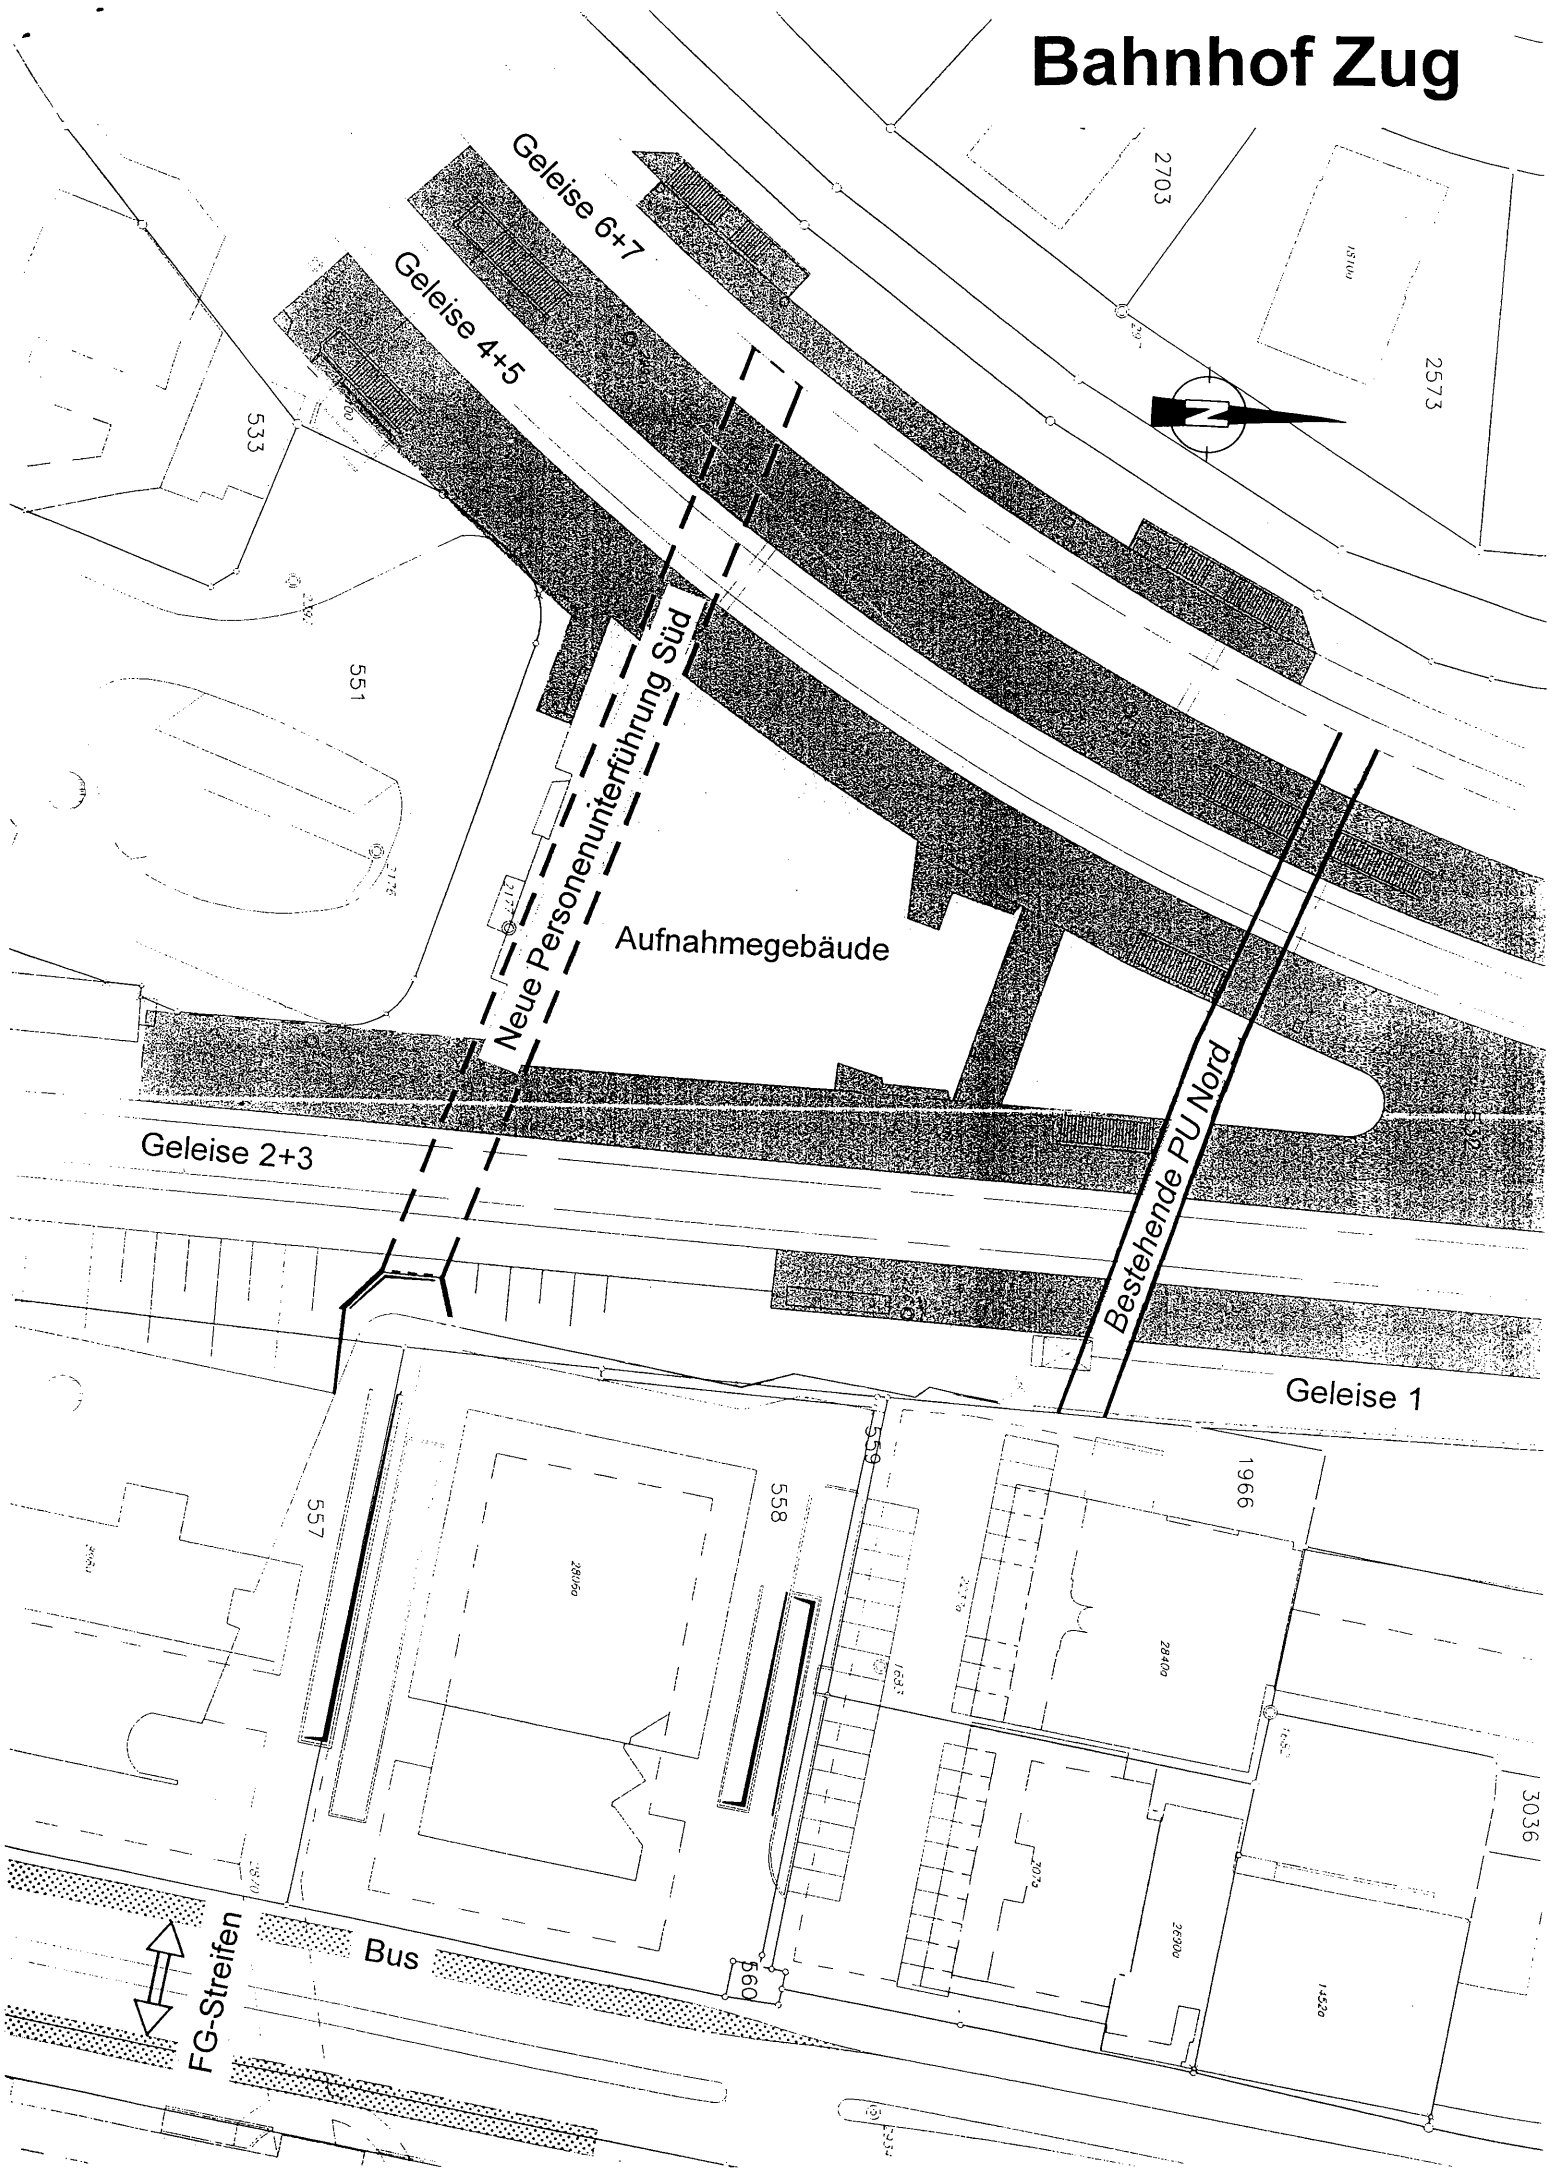 Bahnhof Zug
2703
Geleise 6+7
Geleise 4+5
2573
533
N
551
Neue Personenunterführung Süd
2176
Aufnahmegebäude
Bestehende PU Nord
Geleise 2+3
Geleise 1
559
1966
558
557
3036
Bus
FG-Streifen
560